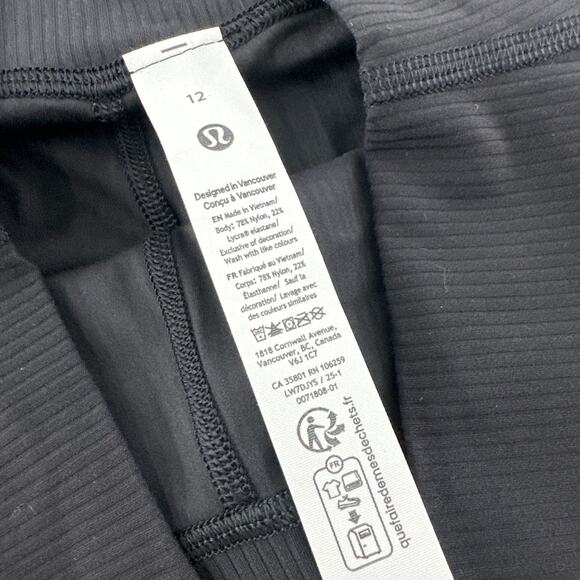 12
Designed in Vancouver
Conçu à Vancouver
EN Made in Vietnam/
Body: 78% Nylon, 22%
Lycra® elastane/
Exclusive of decoration/
Wash with like colours
FR Fabriqué au Vietnam/
Corps: 78% Nylon, 22%
Élasthanne/ Sauf la
décoration/ Lavage avec
des couleurs similaires
1818 Cornwall Avenue,
Vancouver, BC, Canada
V6J 1C7
CA 35801 RN 106259
LW7DJYS / 25-1
0071808-01
FR
quefairedemesdechets.fr